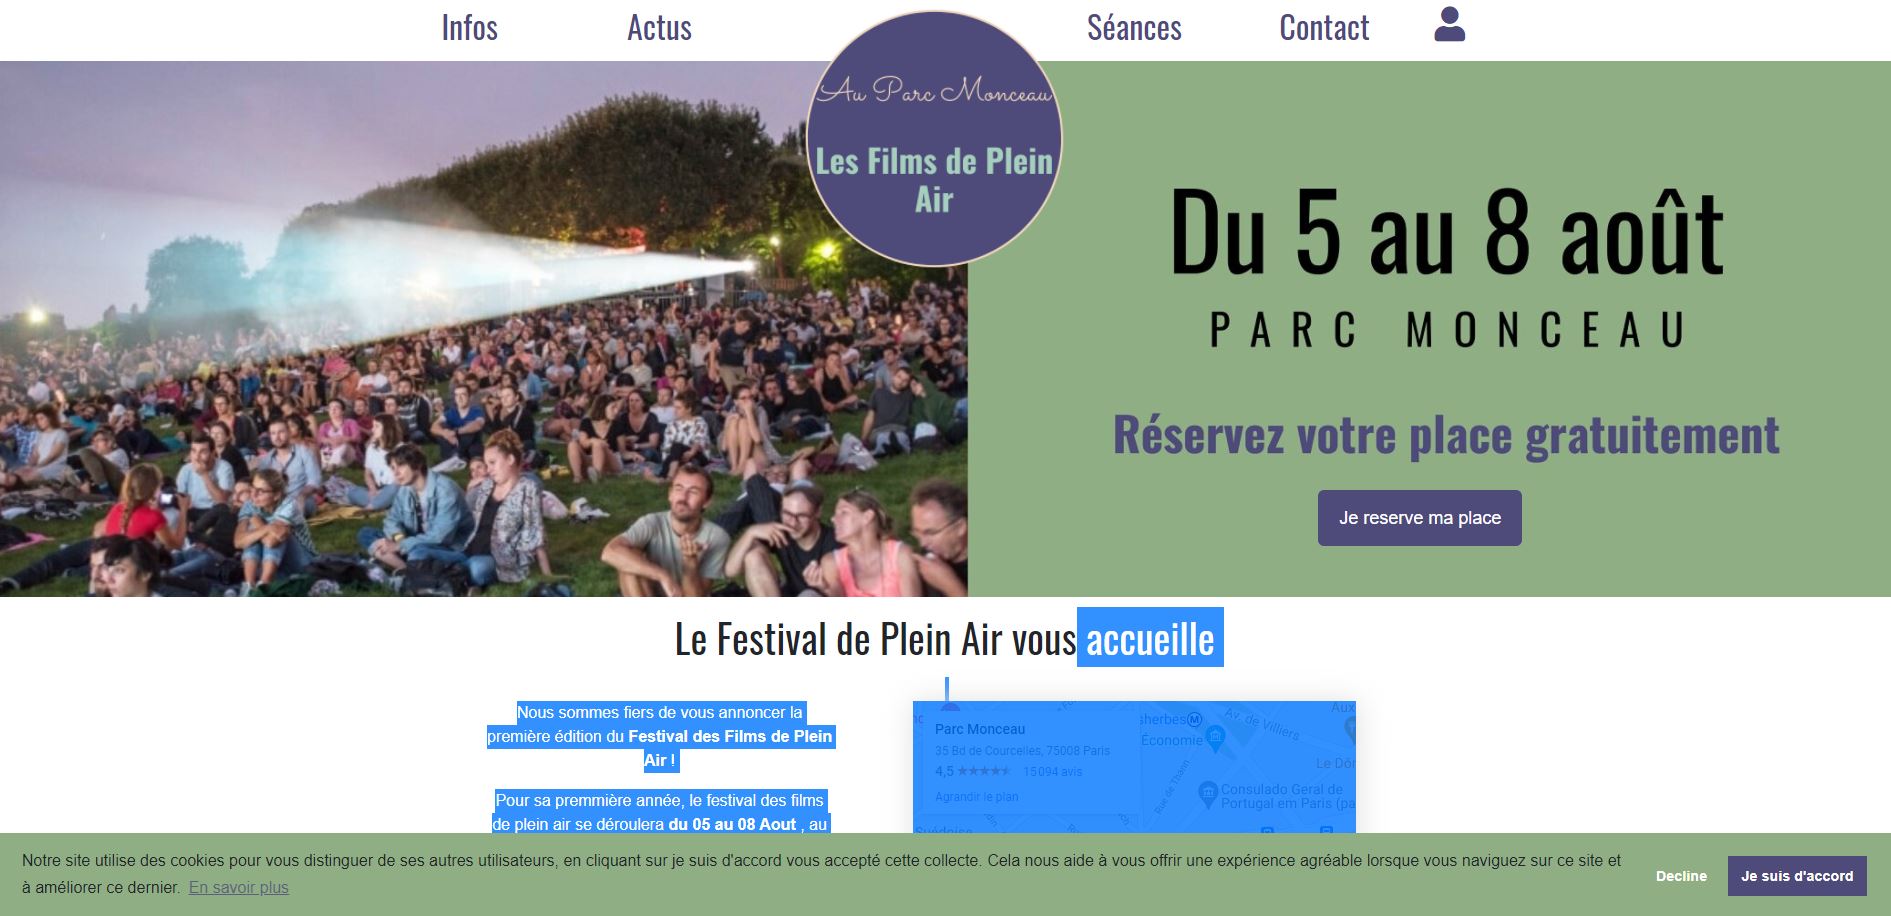 Infos
Actus
Séances
Contact
Au Parc Monceau
Les Films de Plein
Air
Du 5 au 8 août
PARC MONCEAU
Réservez votre place gratuitement
Je reserve ma place
Le Festival de Plein Air vous accueille
Nous sommes fiers de vous annoncer la
première édition du Festival des Films de Plein
Air !
Pour sa premmière année, le festival des films
de plein air se déroulera du 05 au 08 Aout , au
Parc Monceau
35 Bd de Courcelles, 75008 Paris
4,5 ★★★★★ 15 094 avis
Agrandir le plan
sherbes M
Économie
Av. de Villiers
Aux
Le Dôr
Rue de Thann
Consulado Geral de
Portugal em Paris (pa
Suédoise
Notre site utilise des cookies pour vous distinguer de ses autres utilisateurs, en cliquant sur je suis d'accord vous accepté cette collecte. Cela nous aide à vous offrir une expérience agréable lorsque vous naviguez sur ce site et
à améliorer ce dernier. En savoir plus
Decline
Je suis d'accord